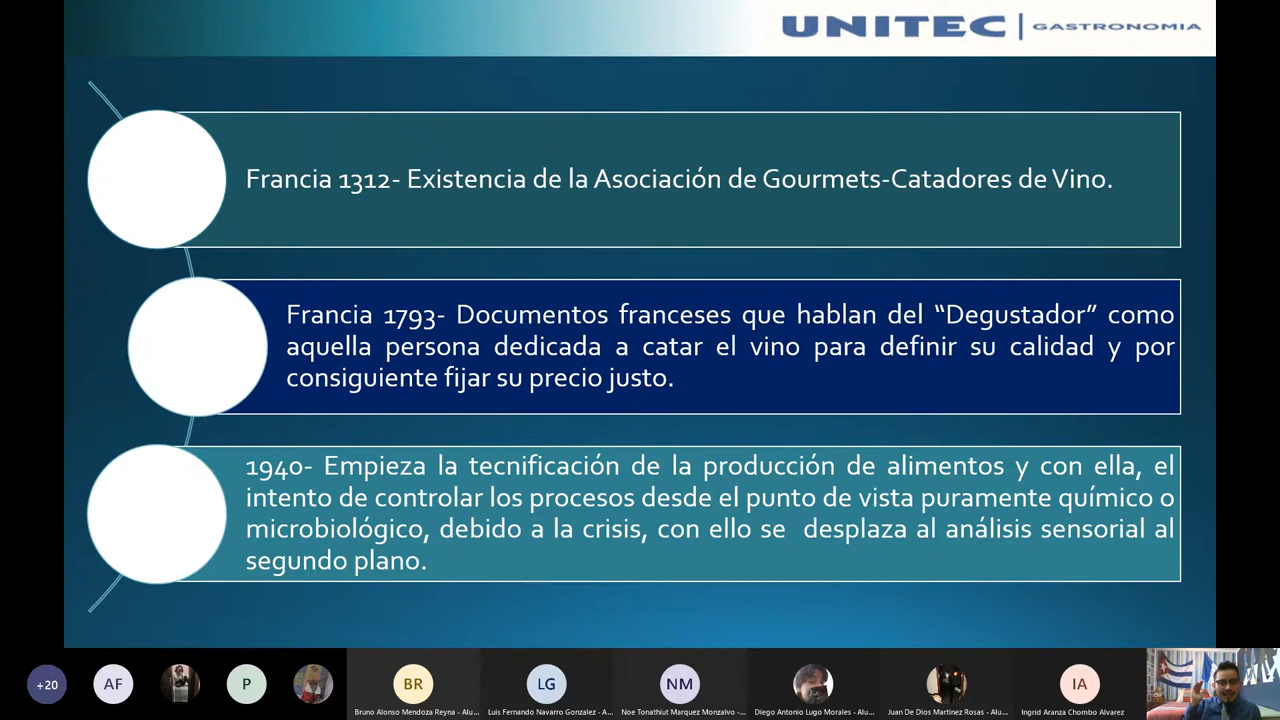 UNITEC | GASTRONOMIA
Francia 1312- Existencia de la Asociación de Gourmets-Catadores de Vino.
Francia 1793- Documentos franceses que hablan del “Degustador” como
aquella persona dedicada a catar el vino para definir su calidad y por
consiguiente fijar su precio justo.
1940- Empieza la tecnificación de la producción de alimentos y con ella, el
intento de controlar los procesos desde el punto de vista puramente químico o
microbiológico, debido a la crisis, con ello se desplaza al análisis sensorial al
segundo plano.
+20
AF
P
BR
LG
NM
IA
Bruno Alonso Mendoza Reyna - Alu...
Luis Fernando Navarro Gonzalez - A...
Noe Tonathiut Marquez Monzalvo -...
Diego Antonio Lugo Morales - Alu...
Juan De Dios Martinez Rosas - Alu...
Ingrid Aranza Chombo Alvarez